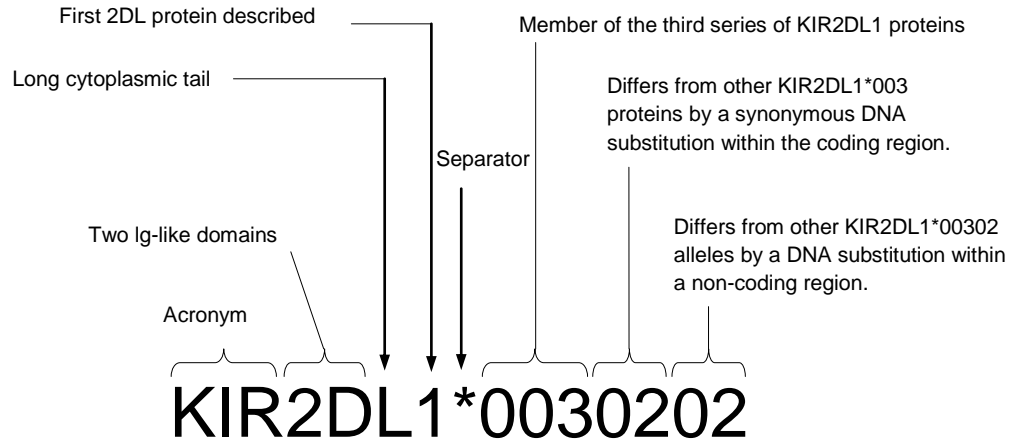 First 2DL protein described
Member of the third series of KIR2DL1 proteins
Long cytoplasmic tail
Differs from other KIR2DL1*003
proteins by a synonymous DNA
substitution within the coding region.
Separator
Two Ig-like domains
Differs from other KIR2DL1*00302
alleles by a DNA substitution within
a non-coding region.
Acronym
KIR2DL1*0030202